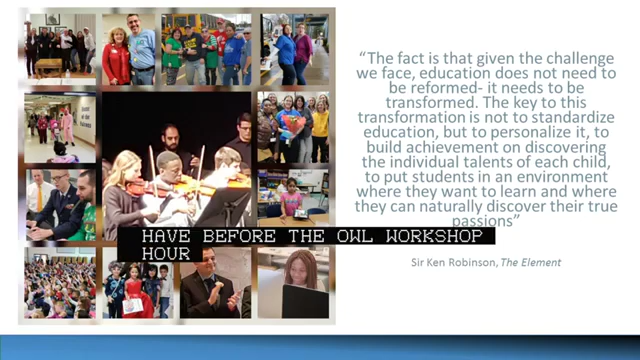 “The fact is that given the challenge
we face, education does not need to
be reformed- it needs to be
transformed. The key to this
transformation is not to standardize
education, but to personalize it, to
build achievement on discovering
the individual talents of each child,
to put students in an environment
where they want to learn and where
they can naturally discover their true
passions”
Sir Ken Robinson, The Element
HAVE BEFORE THE OWL WORKSHOP
HOUR